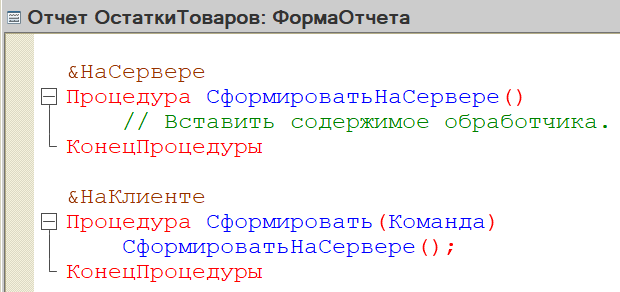 Отчет ОстаткиТоваров: ФормаОтчета
&НаСервере
Процедура СформироватьНаСервере()
// Вставить содержимое обработчика.
КонецПроцедуры
&НаКлиенте
Процедура Сформировать(Команда)
СформироватьНаСервере();
КонецПроцедуры